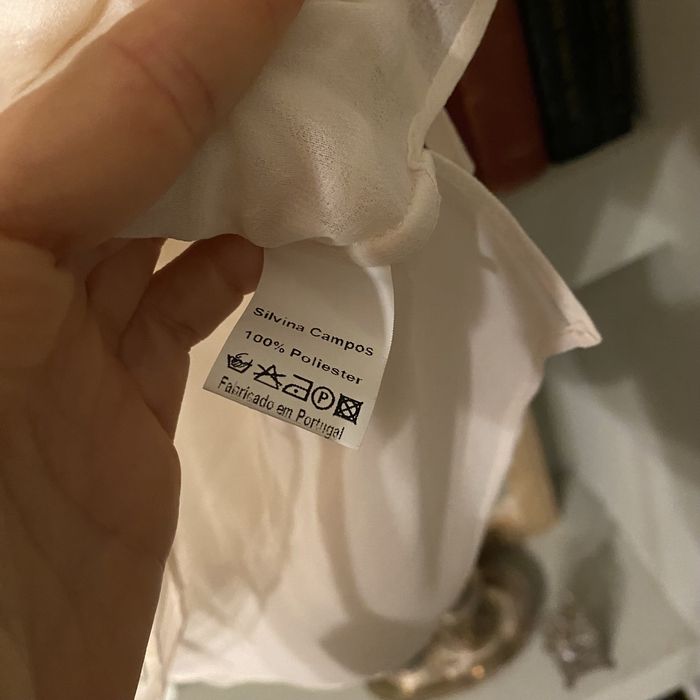 Silvina Campos
100% Poliester
P
Fabricado em Portugal